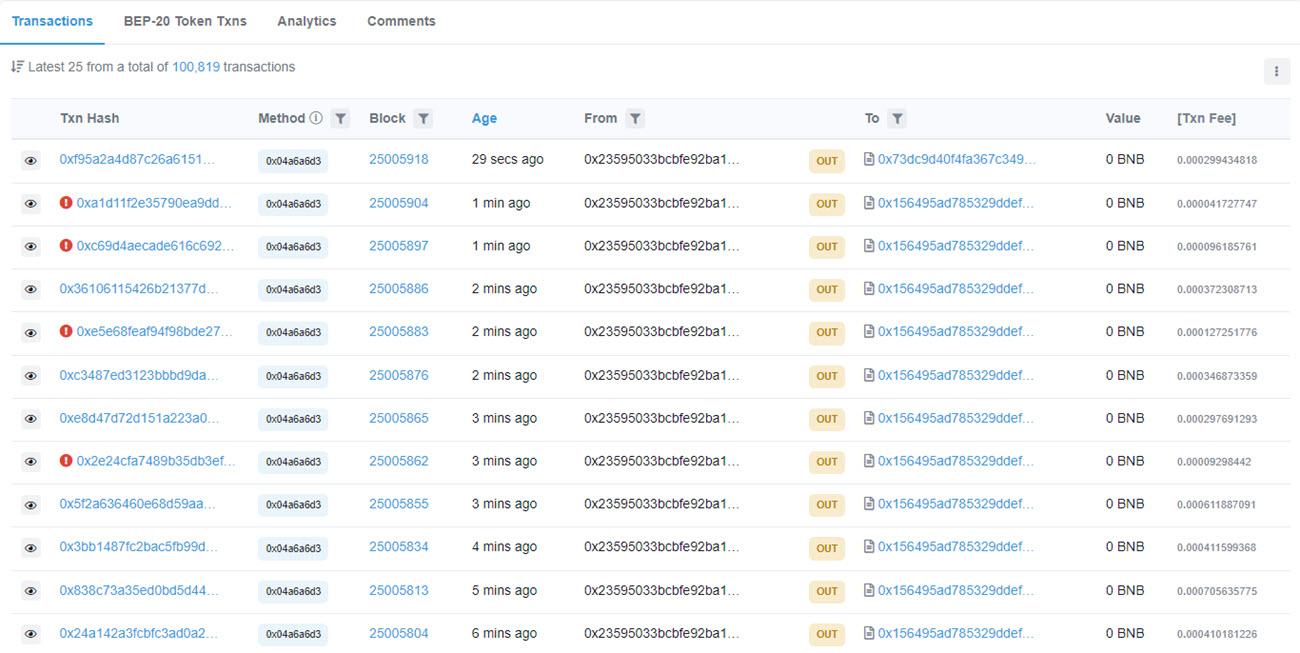 Transactions BEP-20 Token Txns Analytics Comments
Latest 25 from a total of 100,819 transactions
Txn Hash Method Block Age From To Value [Txn Fee]
0xf95a2a4d87c26a6151... 0x04a6a6d3 25005918 29 secs ago 0x23595033bcbfe92ba1... OUT 0x73dc9d40f4fa367c349... 0 BNB 0.000299434818
0xa1d11f2e35790ea9dd... 0x04a6a6d3 25005904 1 min ago 0x23595033bcbfe92ba1... OUT 0x156495ad785329ddef... 0 BNB 0.000041727747
0xc69d4aecade616c692... 0x04a6a6d3 25005897 1 min ago 0x23595033bcbfe92ba1... OUT 0x156495ad785329ddef... 0 BNB 0.000096185761
0x36106115426b21377d... 0x04a6a6d3 25005886 2 mins ago 0x23595033bcbfe92ba1... OUT 0x156495ad785329ddef... 0 BNB 0.000372308713
0xe5e68feaf94f98bde27... 0x04a6a6d3 25005883 2 mins ago 0x23595033bcbfe92ba1... OUT 0x156495ad785329ddef... 0 BNB 0.000127251776
0xc3487ed3123bbbd9da... 0x04a6a6d3 25005876 2 mins ago 0x23595033bcbfe92ba1... OUT 0x156495ad785329ddef... 0 BNB 0.000346873359
0xe8d47d72d151a223a0... 0x04a6a6d3 25005865 3 mins ago 0x23595033bcbfe92ba1... OUT 0x156495ad785329ddef... 0 BNB 0.000297691293
0x2e24cfa7489b35db3ef... 0x04a6a6d3 25005862 3 mins ago 0x23595033bcbfe92ba1... OUT 0x156495ad785329ddef... 0 BNB 0.00009298442
0x5f2a636460e68d59aa... 0x04a6a6d3 25005855 3 mins ago 0x23595033bcbfe92ba1... OUT 0x156495ad785329ddef... 0 BNB 0.000611887091
0x3bb1487fc2bac5fb99d... 0x04a6a6d3 25005834 4 mins ago 0x23595033bcbfe92ba1... OUT 0x156495ad785329ddef... 0 BNB 0.000411599368
0x838c73a35ed0bd5d44... 0x04a6a6d3 25005813 5 mins ago 0x23595033bcbfe92ba1... OUT 0x156495ad785329ddef... 0 BNB 0.000705635775
0x24a142a3fcbfc3ad0a2... 0x04a6a6d3 25005804 6 mins ago 0x23595033bcbfe92ba1... OUT 0x156495ad785329ddef... 0 BNB 0.000410181226